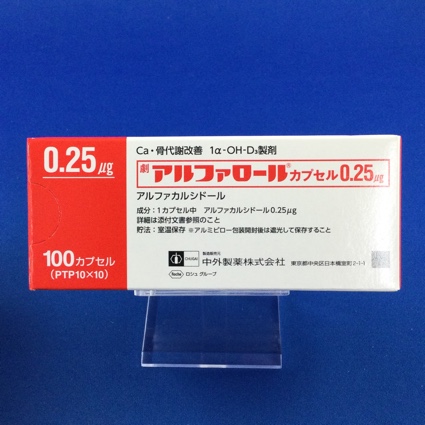 0.25μg
100カプセル
(PTP10×10)
Ca・骨代謝改善 1α-OH-D₃製剤
劇 アルファロール® カプセル0.25μg
アルファカルシドール
成分：1カプセル中 アルファカルシドール0.25μg
詳細は添付文書参照のこと
貯法：室温保存 ※アルミピロー包装開封後は遮光して保存すること
CHUGAI
製造販売元
中外製薬株式会社
東京都中央区日本橋室町2-1-1
Roche ロシュ グループ